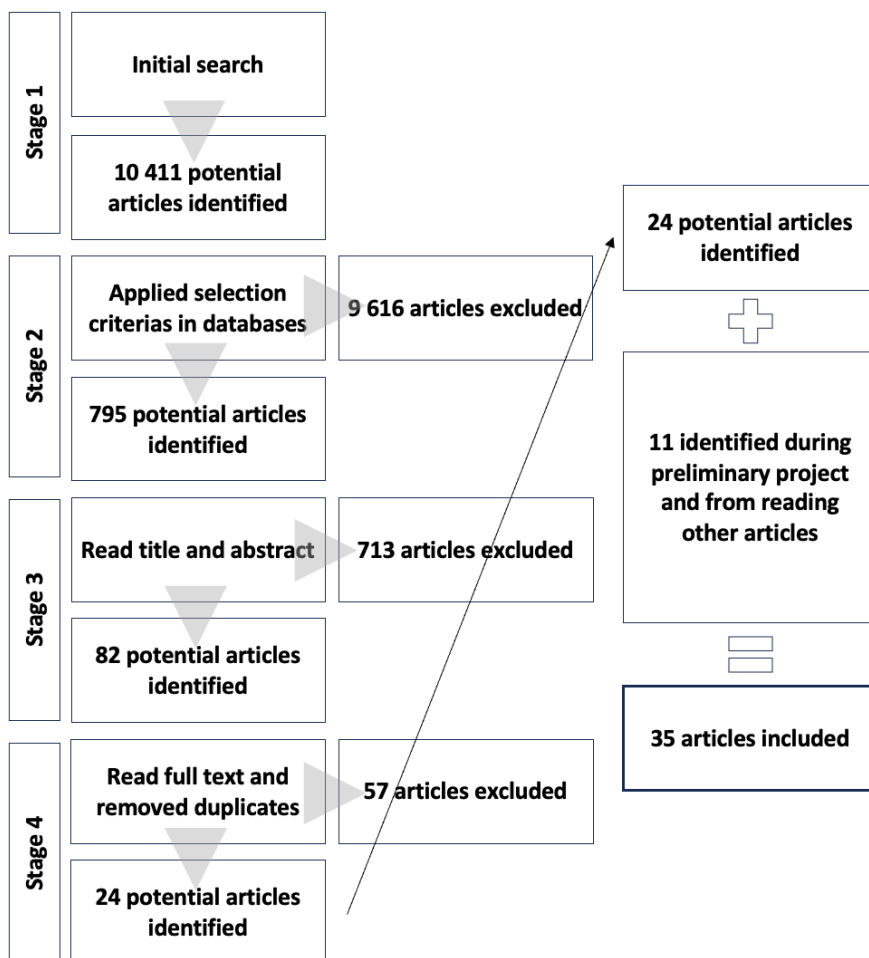 Stage 1
Initial search
10 411 potential
articles identified
Stage 2
Applied selection
criterias in databases
9 616 articles excluded
795 potential articles
identified
Stage 3
Read title and abstract
713 articles excluded
82 potential articles
identified
Stage 4
Read full text and
removed duplicates
57 articles excluded
24 potential articles
identified
24 potential articles
identified
11 identified during
preliminary project
and from reading
other articles
35 articles included